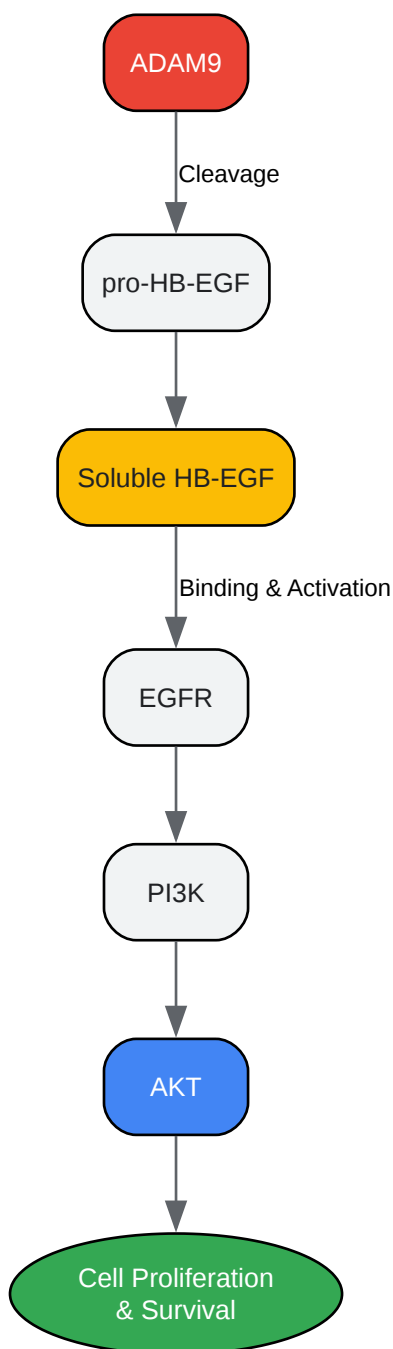 ADAM9
Cleavage
pro-HB-EGF
Soluble HB-EGF
Binding & Activation
EGFR
PI3K
AKT
Cell Proliferation
& Survival